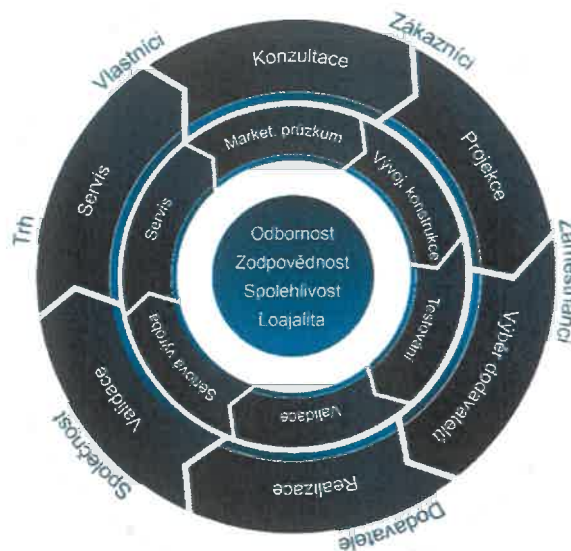 Vlastníci
Zákazníci
Zaměstnanci
Dodavatelé
Společnost
Trh
Konzultace
Projekce
Výběr dodavatelů
Realizace
Validace
Servis
Market. průzkum
Vývoj, konstrukce
Testování
Validace
Sériová výroba
Servis
Odbornost
Zodpovědnost
Spolehlivost
Loajalita